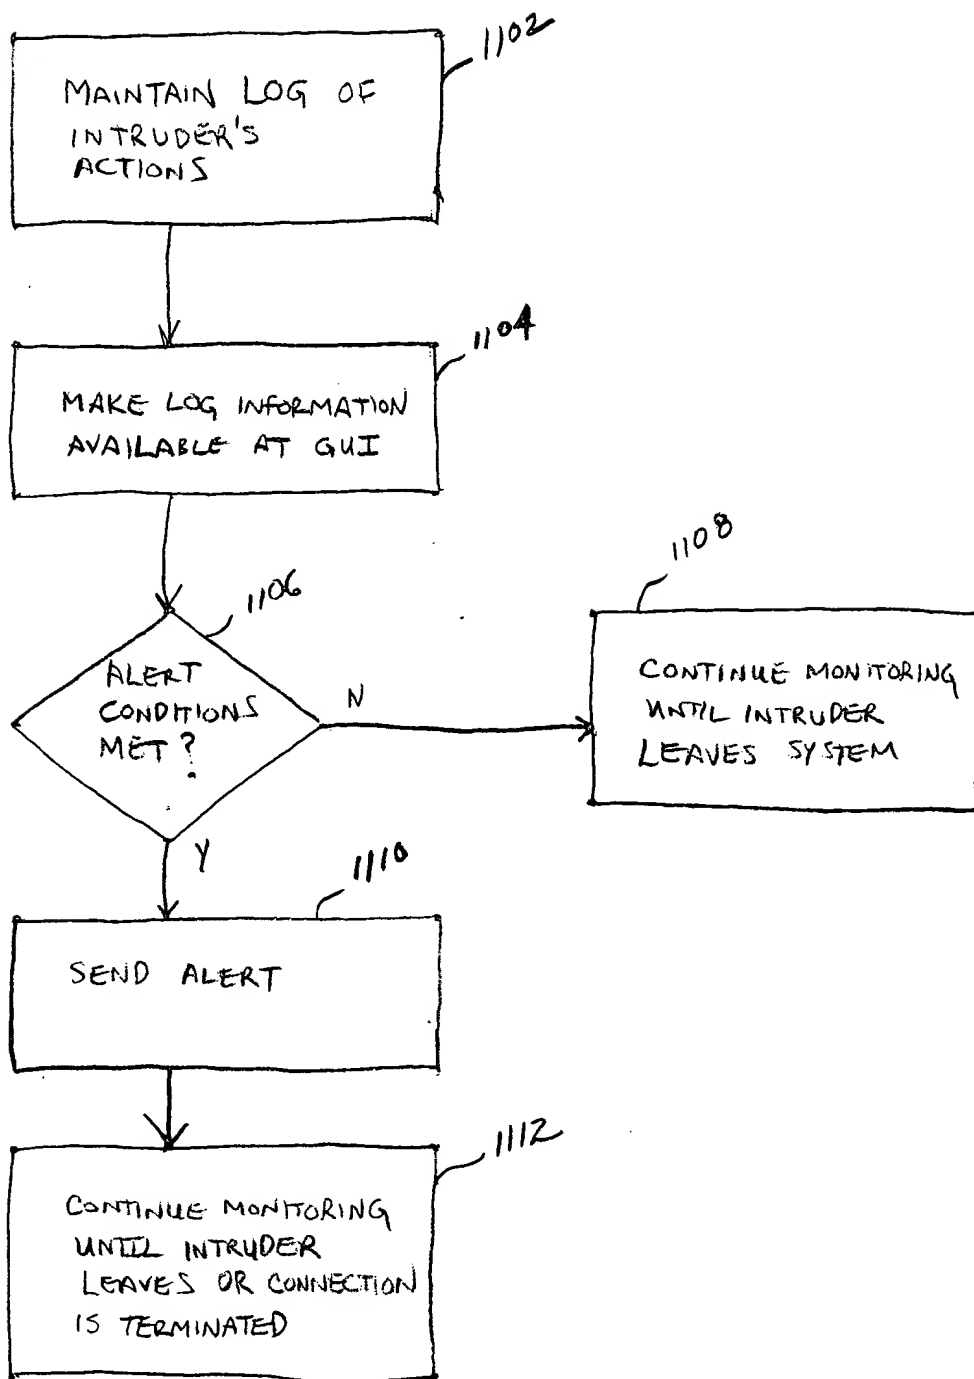 1102
MAINTAIN LOG OF
INTRUDER'S
ACTIONS
1104
MAKE LOG INFORMATION
AVAILABLE AT GUI
1106
ALERT
CONDITIONS
MET?
N
1108
CONTINUE MONITORING
UNTIL INTRUDER
LEAVES SYSTEM
Y
1110
SEND ALERT
1112
CONTINUE MONITORING
UNTIL INTRUDER
LEAVES OR CONNECTION
IS TERMINATED